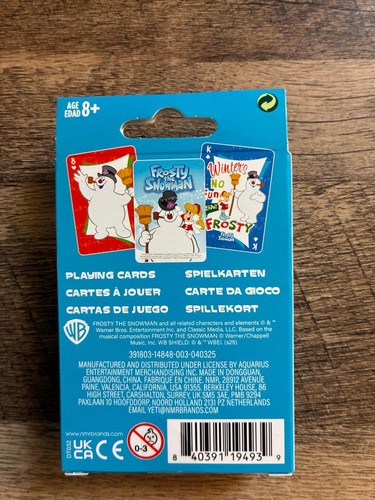 AGE
EDAD 8+
8
K
FROSTY
THE
SNOWMAN
Winter's
NO
Fun
FROSTY
K
PLAYING CARDS
SPIELKARTEN
CARTES À JOUER
CARTE DA GIOCO
CARTAS DE JUEGO
SPILLEKORT
WB
FROSTY THE SNOWMAN and all related characters and elements © & ™
Warner Bros. Entertainment Inc. and Classic Media, LLC. Based on the
musical composition FROSTY THE SNOWMAN © Warner/Chappell
Music, Inc. WB SHIELD: © & ™ WBEI. (s25)
391803-14848-003-040325
MANUFACTURED AND DISTRIBUTED UNDER LICENSE BY AQUARIUS
ENTERTAINMENT MERCHANDISING INC. MADE IN DONGGUAN,
GUANGDONG, CHINA. FABRIQUÉ EN CHINE. NMR, 28912 AVENUE
PAINE, VALENCIA, CALIFORNIA, USA 91355. BERKELEY HOUSE, 86
HIGH STREET, CARSHALTON, SURREY, UK SM5 3AE, PMB 9294
PAXLAAN 10 HOOFDDORP, NOORD HOLLAND 2131 PZ NETHERLANDS
EMAIL YETI@NMRBRANDS.COM
www.nmrbrands.com
UK
CA
CE
0-3
8 40391 19493 9